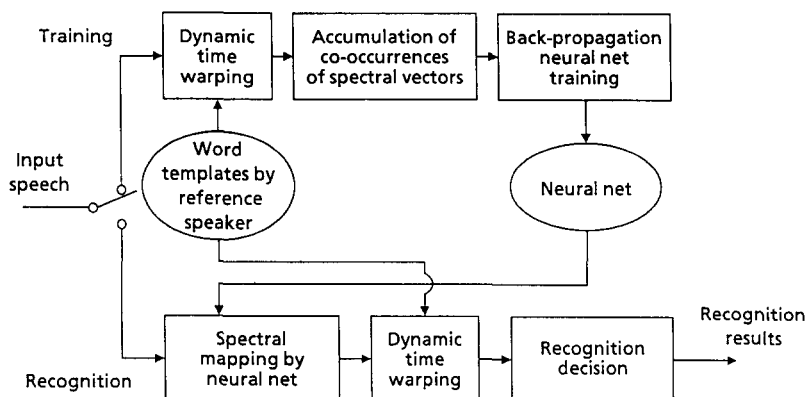 Training
Dynamic
time
warping
Accumulation of
co-occurrences
of spectral vectors
Back-propagation
neural net
training
Input
speech
Word
templates by
reference
speaker
Neural net
Recognition
Spectral
mapping by
neural net
Dynamic
time
warping
Recognition
decision
Recognition
results